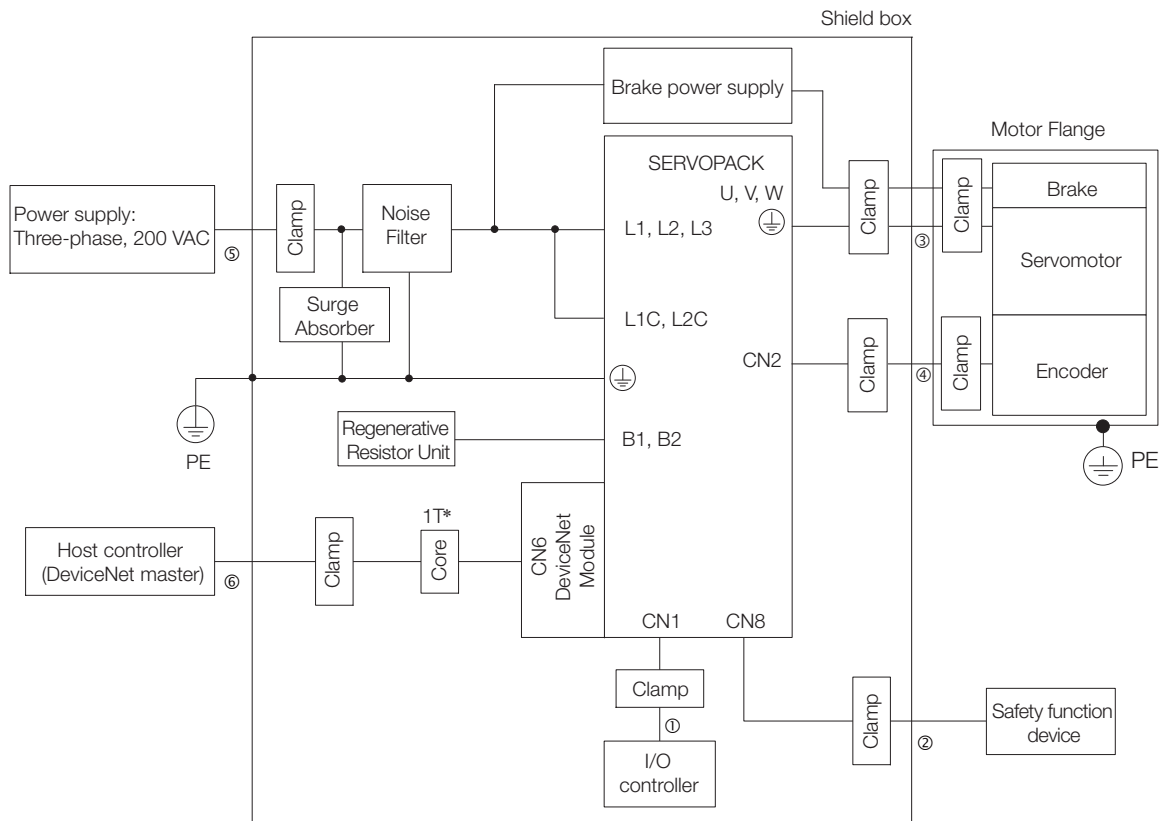 Shield box
Brake power supply
Motor Flange
SERVOPACK
U, V, W
Clamp
Clamp
Brake
Power supply:
Three-phase, 200 VAC
⑤
Clamp
Noise
Filter
L1, L2, L3
③
Servomotor
Surge
Absorber
L1C, L2C
CN2
Clamp
④
Clamp
Encoder
PE
Regenerative
Resistor Unit
B1, B2
PE
1T*
Host controller
(DeviceNet master)
⑥
Clamp
Core
CN6
DeviceNet
Module
CN1
CN8
Clamp
①
I/O
controller
Clamp
②
Safety function
device